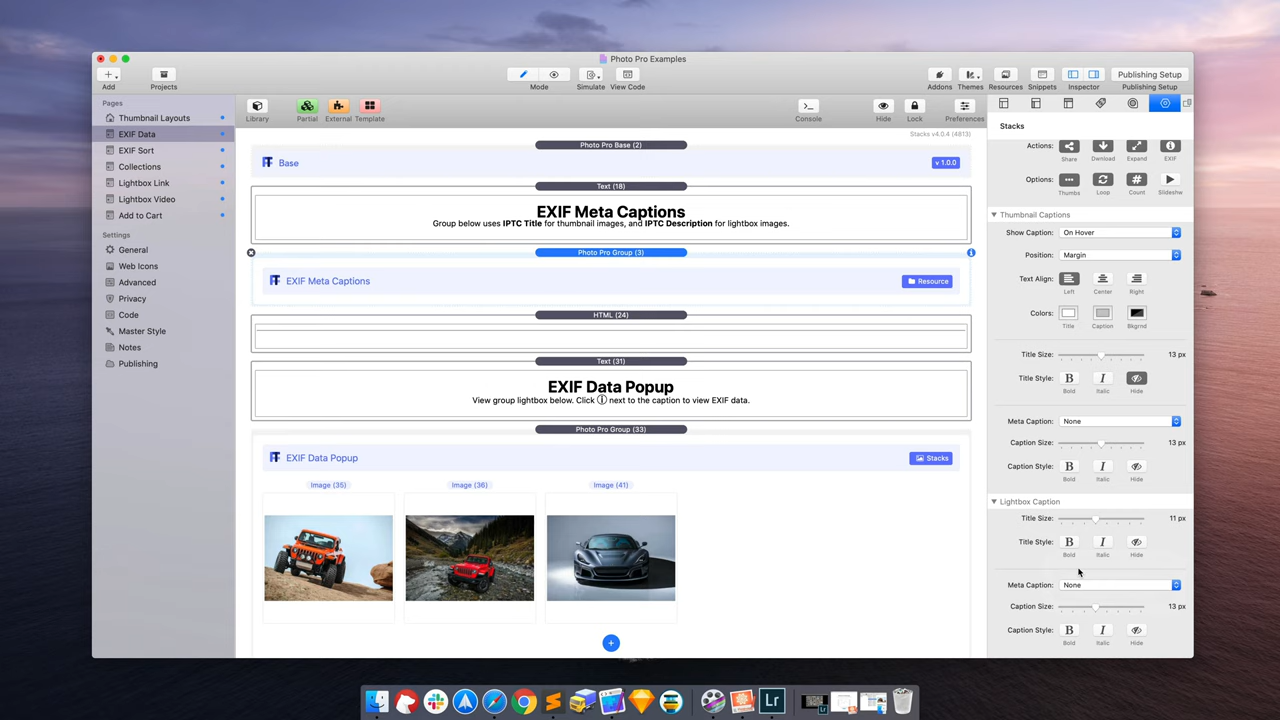 Photo Pro Examples
Add
Projects
Mode
Simulate
View Code
Addons
Themes
Resources
Snippets
Inspector
Publishing Setup
Publishing Setup
Pages
Thumbnail Layouts
EXIF Data
EXIF Sort
Collections
Lightbox Link
Lightbox Video
Add to Cart
Settings
General
Web Icons
Advanced
Privacy
Code
Master Style
Notes
Publishing
Library
Partial
External
Template
Console
Hide
Lock
Preferences
Stacks v4.0.4 (4813)
Photo Pro Base (2)
Base
v 1.0.0
Text (18)
EXIF Meta Captions
Group below uses IPTC Title for thumbnail images, and IPTC Description for lightbox images.
Photo Pro Group (3)
EXIF Meta Captions
Resource
HTML (24)
Text (31)
EXIF Data Popup
View group lightbox below. Click ⓘ next to the caption to view EXIF data.
Photo Pro Group (33)
EXIF Data Popup
Stacks
Image (35)
Image (36)
Image (41)
Stacks
Actions:
Share
Dwnload
Expand
EXIF
Options:
Thumbs
Loop
Count
Slideshw
Thumbnail Captions
Show Caption: On Hover
Position: Margin
Text Align:
Left
Center
Right
Colors:
Title
Caption
Bkgrnd
Title Size: 13 px
Title Style: B I
Bold
Italic
Hide
Meta Caption: None
Caption Size: 13 px
Caption Style: B I
Bold
Italic
Hide
Lightbox Caption
Title Size: 11 px
Title Style: B I
Bold
Italic
Hide
Meta Caption: None
Caption Size: 13 px
Caption Style: B I
Bold
Italic
Hide
Lr